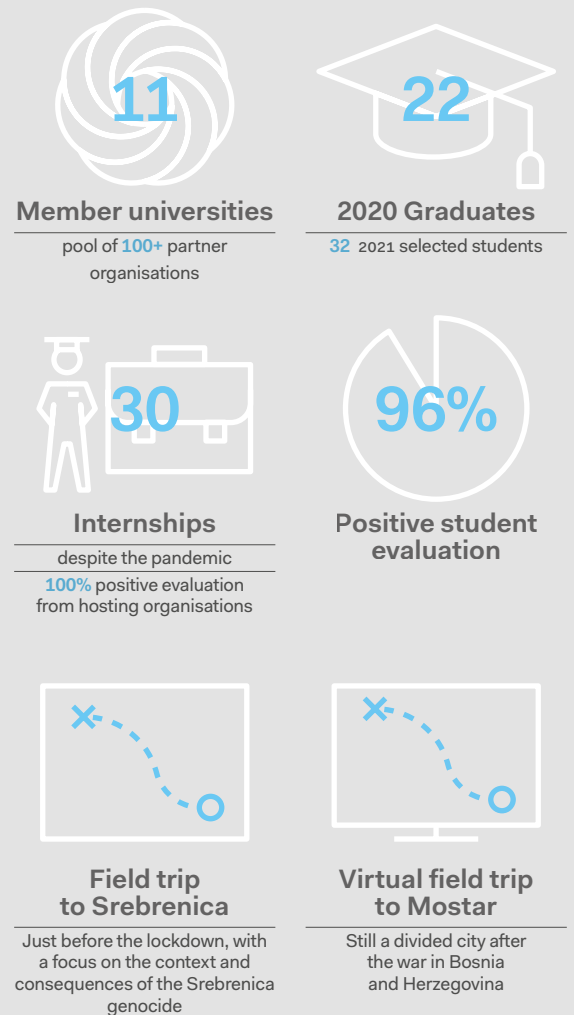 11
Member universities
pool of 100+ partner
organisations
22
2020 Graduates
32 2021 selected students
30
Internships
despite the pandemic
100% positive evaluation
from hosting organisations
96%
Positive student
evaluation
Field trip
to Srebrenica
Just before the lockdown, with
a focus on the context and
consequences of the Srebrenica
genocide
Virtual field trip
to Mostar
Still a divided city after
the war in Bosnia
and Herzegovina